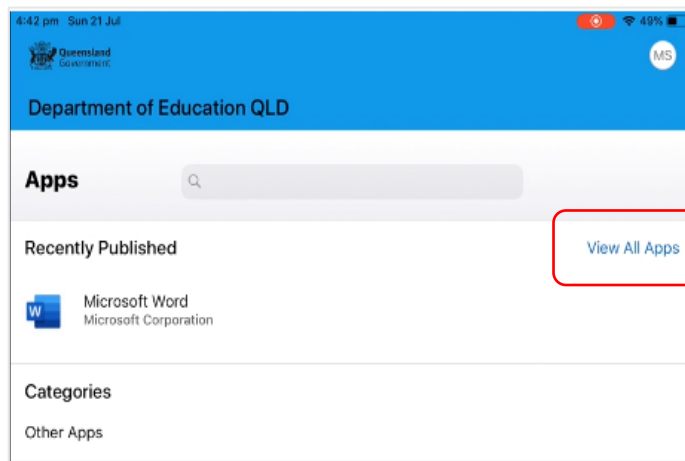 4:42 pm Sun 21 Jul
49%
Queensland
Government
MS
Department of Education QLD
Apps
Recently Published
View All Apps
W
Microsoft Word
Microsoft Corporation
Categories
Other Apps